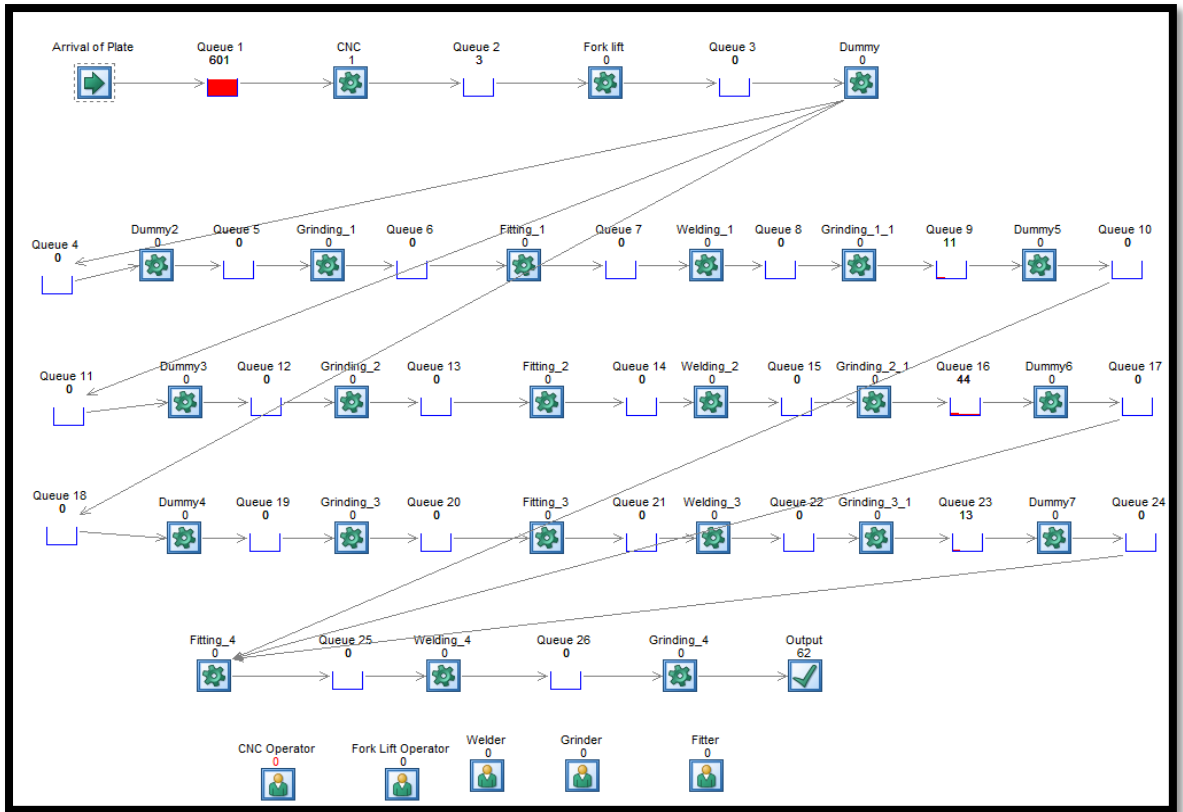 Arrival of Plate Queue 1 CNC Queue 2 Fork lift Queue 3 Dummy
601 1 3 0 0 0
Dummy2 Queue 5 Grinding_1 Queue 6 Fitting_1 Queue 7 Welding_1 Queue 8 Grinding_1_1 Queue 9 Dummy5 Queue 10
0 0 0 0 0 0 0 0 0 11 0 0
Queue 4
0
Dummy3 Queue 12 Grinding_2 Queue 13 Fitting_2 Queue 14 Welding_2 Queue 15 Grinding_2_1 Queue 16 Dummy6 Queue 17
0 0 0 0 0 0 0 0 0 44 0 0
Queue 11
0
Queue 18 Dummy4 Queue 19 Grinding_3 Queue 20 Fitting_3 Queue 21 Welding_3 Queue 22 Grinding_3_1 Queue 23 Dummy7 Queue 24
0 0 0 0 0 0 0 0 0 0 13 0 0
Fitting_4 Queue 25 Welding_4 Queue 26 Grinding_4 Output
0 0 0 0 0 62
CNC Operator Fork Lift Operator Welder Grinder Fitter
0 0 0 0 0